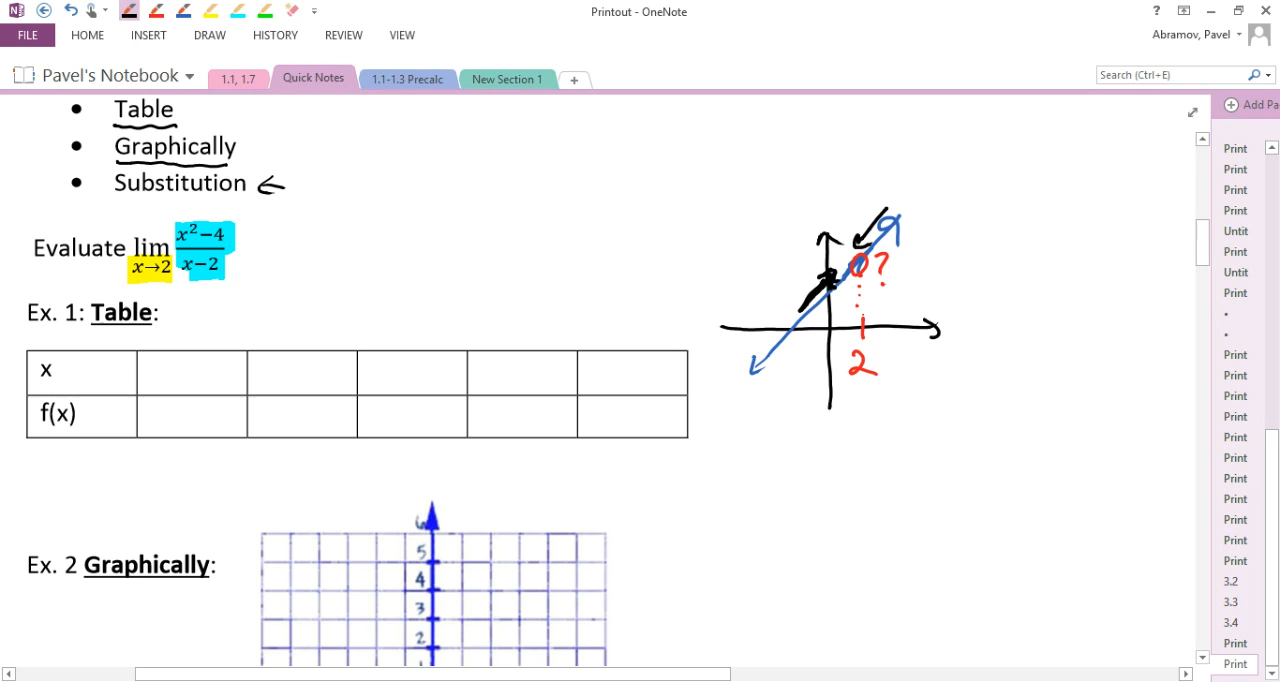 Printout - OneNote
?
FILE HOME INSERT DRAW HISTORY REVIEW VIEW
Abramov, Pavel
Pavel's Notebook
1.1, 1.7
Quick Notes
1.1-1.3 Precalc
New Section 1
+
Search (Ctrl+E)
Add Pa
• Table
• Graphically
• Substitution ←
Evaluate lim x→2 x²−4 / x−2
Ex. 1: Table:
x
f(x)
?
2
Ex. 2 Graphically:
6
5
4
3
2
Print
Print
Print
Print
Untit
Print
Untit
Print
Print
Print
Print
Print
Print
Print
Print
Print
Print
Print
Print
3.2
3.3
3.4
Print
Print